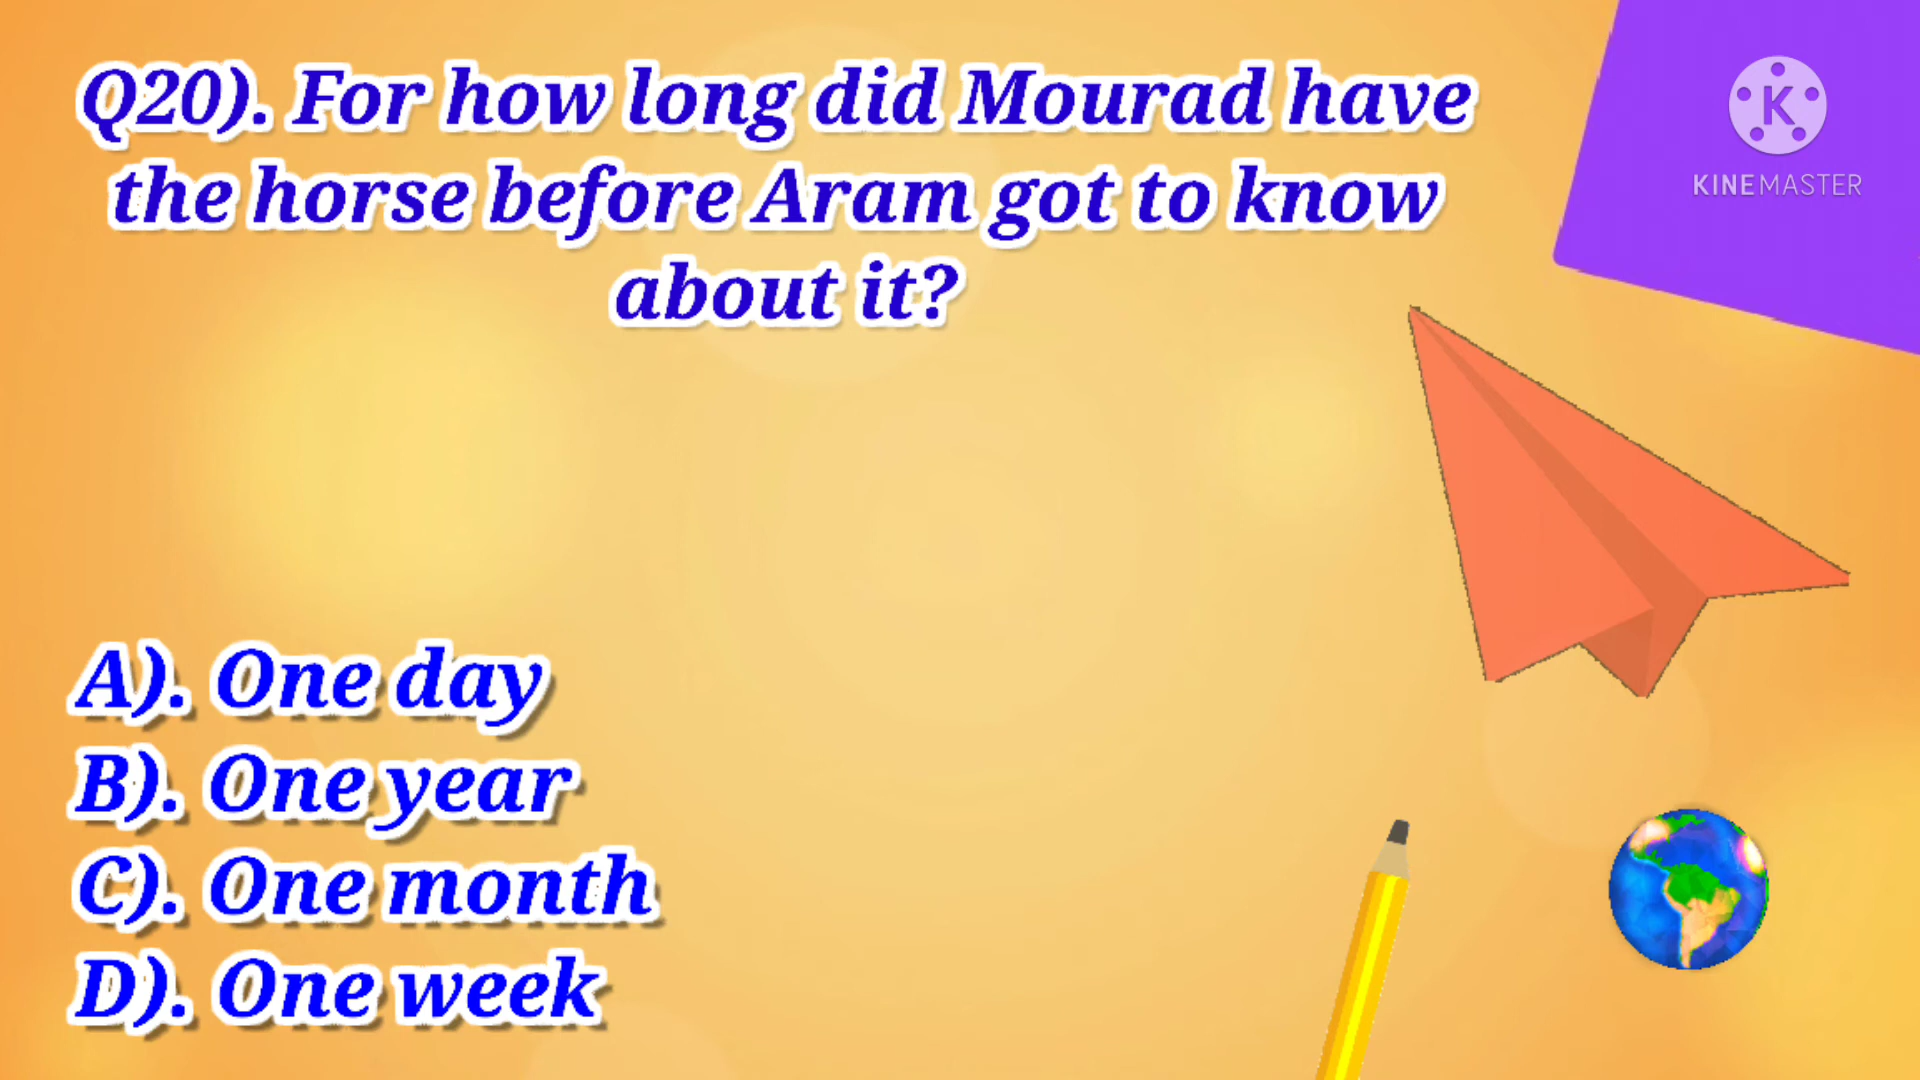 Q20). For how long did Mourad have
the horse before Aram got to know
about it?
K
KINEMASTER
A). One day
B). One year
C). One month
D). One week